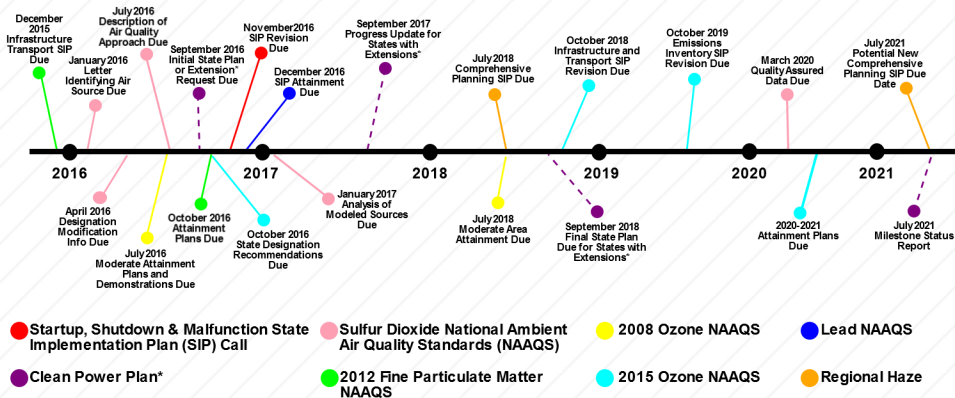 December
2015
Infrastructure
Transport SIP
Due
January 2016
Letter
Identifying Air
Source Due
July 2016
Description of
Air Quality
Approach Due
September 2016
Initial State Plan
or Extension*
Request Due
November2016
SIP Revision
Due
December 2016
SIP Attainment
Due
September 2017
Progress Update for
States with
Extensions*
July 2018
Comprehensive
Planning SIP Due
October 2018
Infrastructure and
Transport SIP
Revision Due
October 2019
Emissions
Inventory SIP
Revision Due
March 2020
Quality Assured
Data Due
July 2021
Potential New
Comprehensive
Planning SIP Due
Date
2016
2017
2018
2019
2020
2021
April 2016
Designation
Modification
Info Due
July 2016
Moderate Attainment
Plans and
Demonstrations Due
October 2016
Attainment
Plans Due
October 2016
State Designation
Recommendations
Due
January 2017
Analysis of
Modeled Sources
Due
July 2018
Moderate Area
Attainment Due
September 2018
Final State Plan
Due for States with
Extensions*
2020-2021
Attainment Plans
Due
July 2021
Milestone Status
Report
Startup, Shutdown & Malfunction State
Implementation Plan (SIP) Call
Sulfur Dioxide National Ambient
Air Quality Standards (NAAQS)
2008 Ozone NAAQS
Lead NAAQS
Clean Power Plan*
2012 Fine Particulate Matter
NAAQS
2015 Ozone NAAQS
Regional Haze